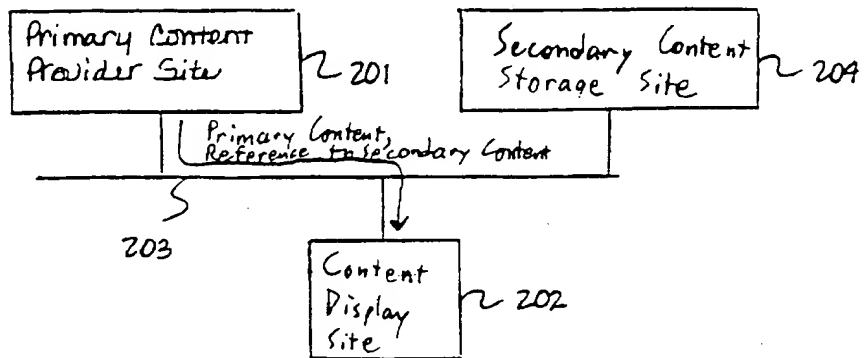 Primary Content
Provider Site
201
Secondary Content
Storage Site
204
Primary Content,
Reference to Secondary Content
203
Content
Display
Site
202